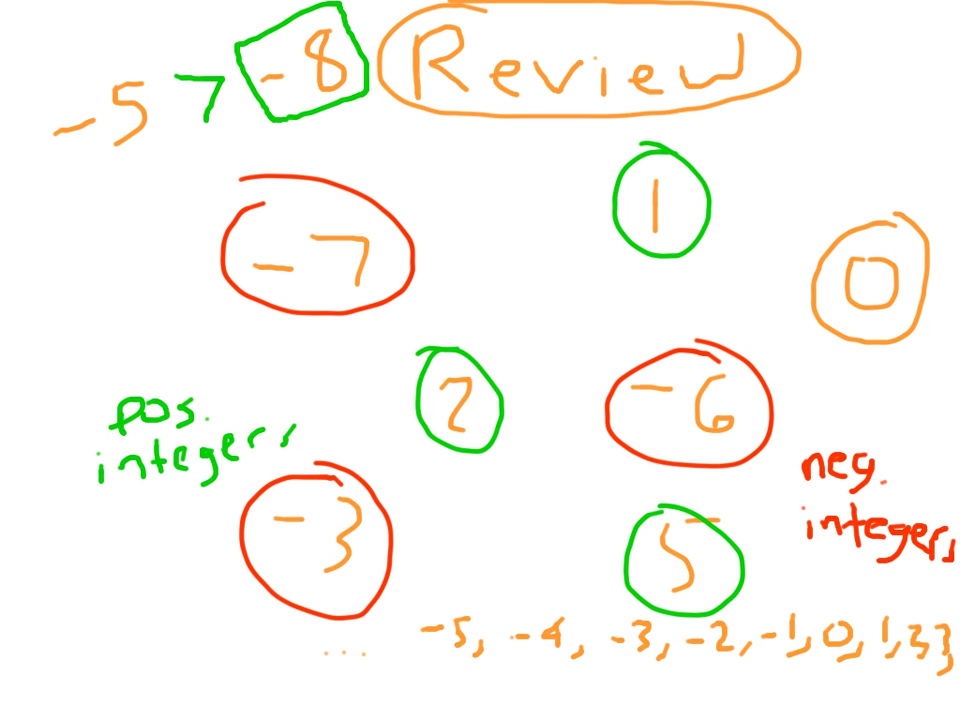 -5 > -8 Review
1
-7
0
2
-6
pos.
integers
neg.
integers
-3
5
... -5, -4, -3, -2, -1, 0, 1, 2, 3,